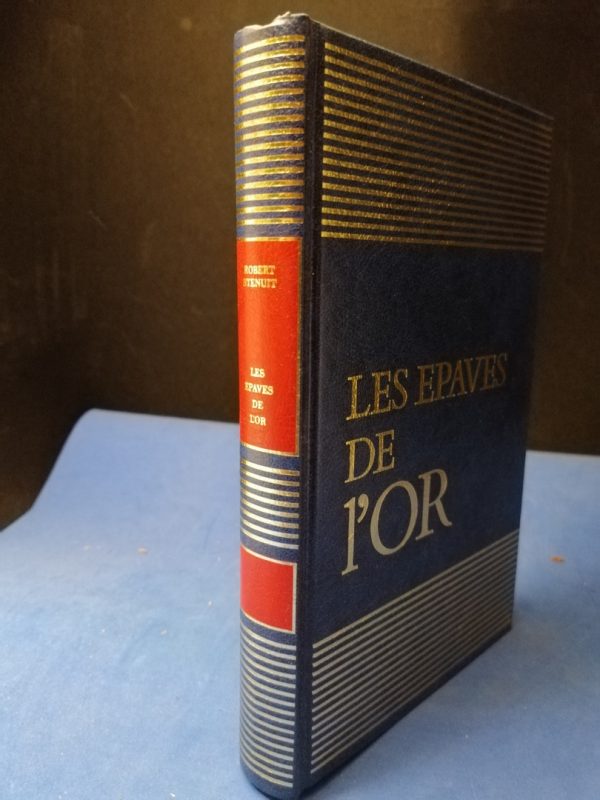 ROBERT
STENUIT
LES
EPAVES
DE
L'OR
LES EPAVES
DE
l'OR